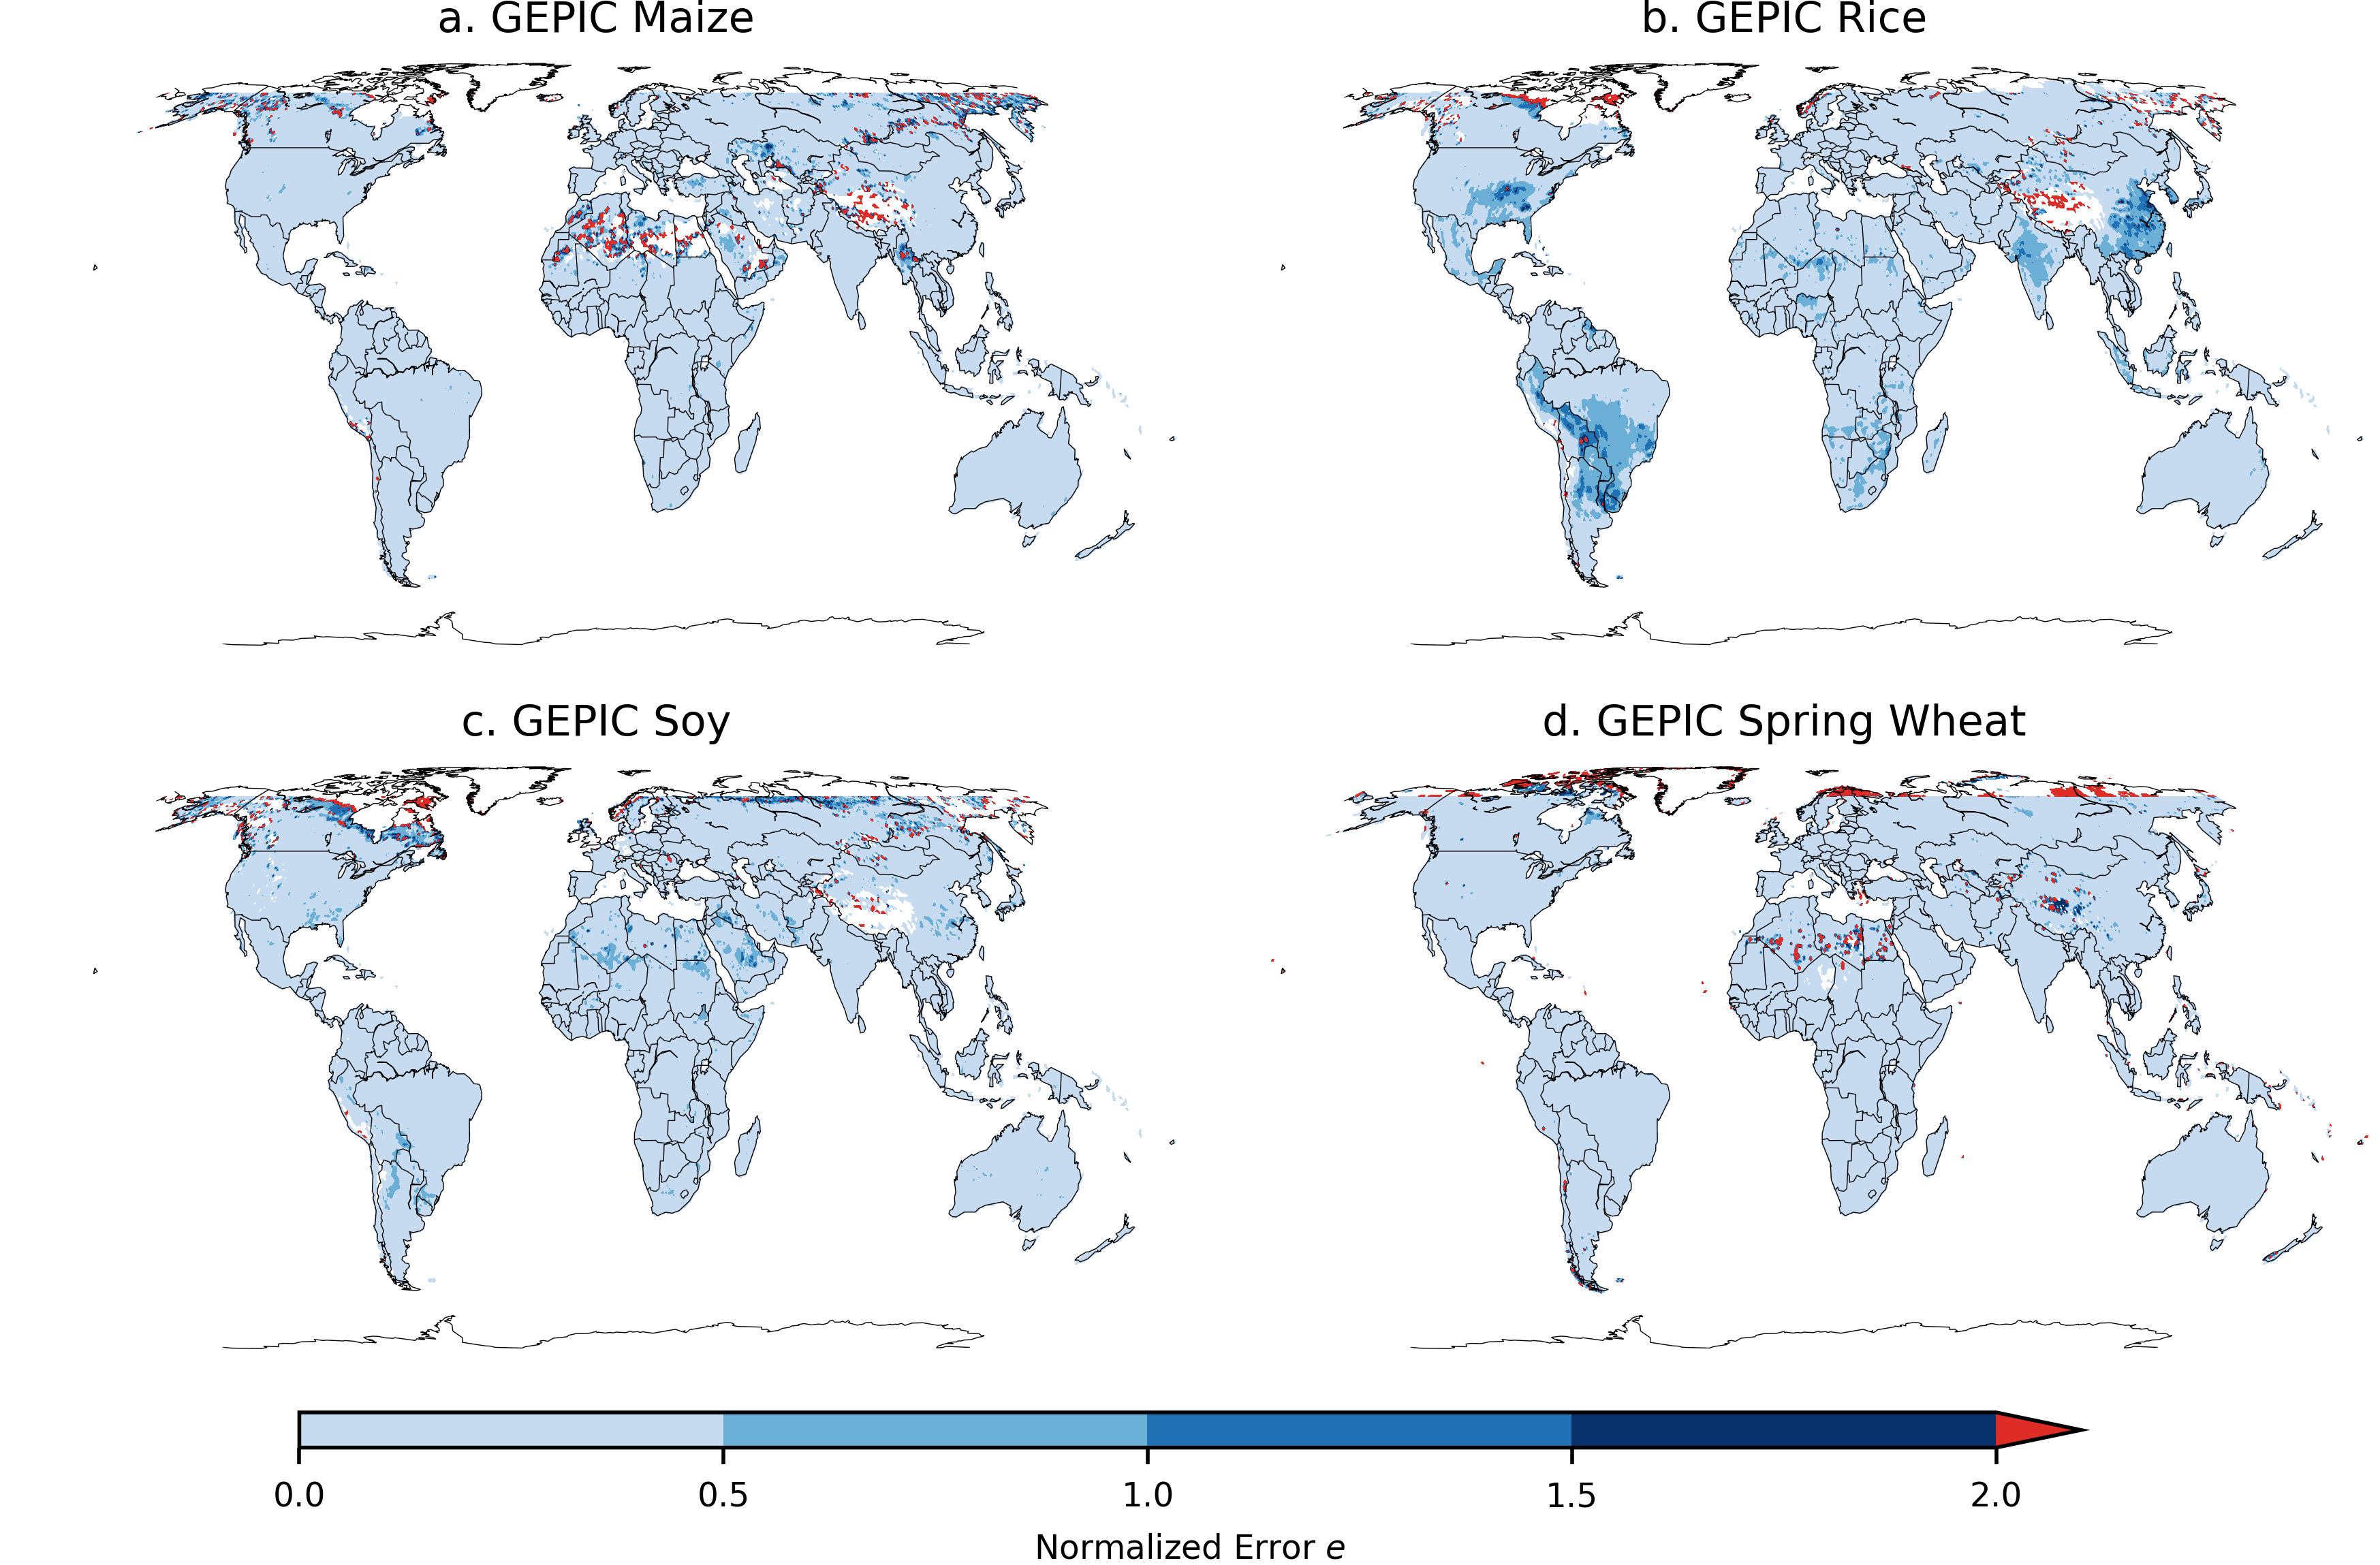 a. GEPIC Maize
b. GEPIC Rice
c. GEPIC Soy
d. GEPIC Spring Wheat
0.0 0.5 1.0 1.5 2.0
Normalized Error e